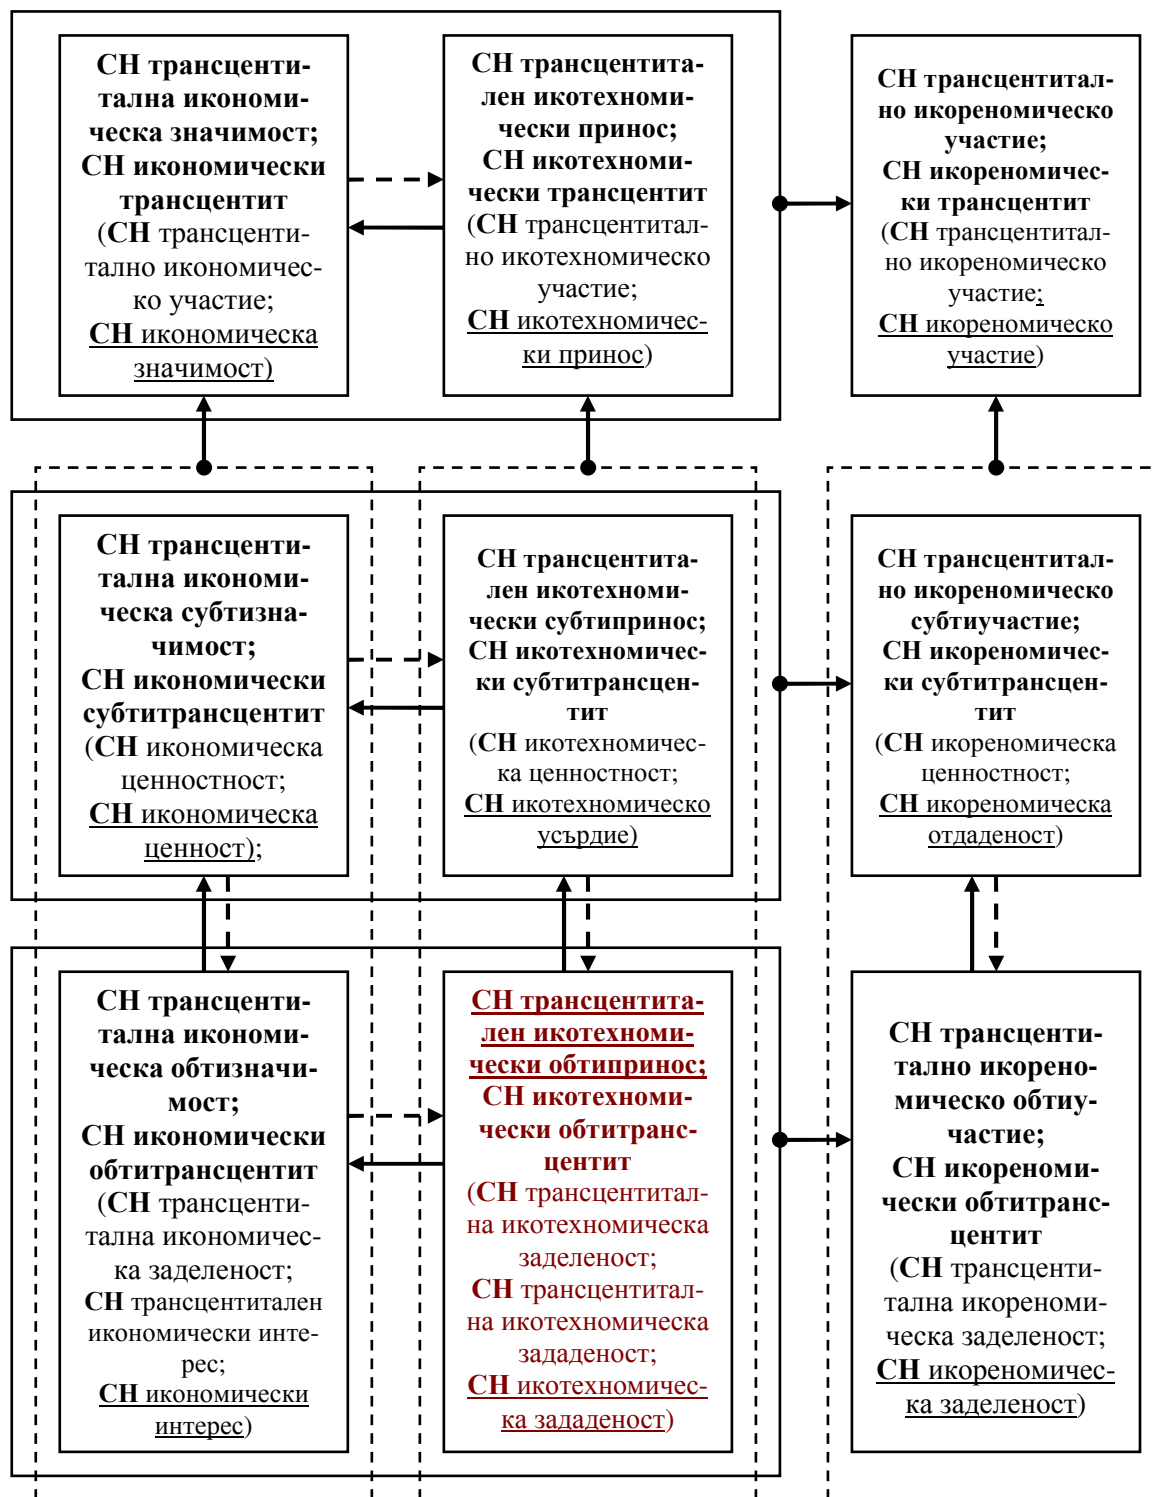 СН трансценти-
тална икономи-
ческа значимост;
СН икономически
трансцентит
(СН трансценти-
тално икономичес-
ко участие;
СН икономическа
значимост)
СН трансцентита-
лен икотехноми-
чески принос;
СН икотехноми-
чески трансцентит
(СН трансцентитал-
но икотехномическо
участие;
СН икотехномичес-
ки принос)
СН трансцентитал-
но икореномическо
участие;
СН икореномичес-
ки трансцентит
(СН трансцентитал-
но икореномическо
участие;
СН икореномическо
участие)
СН трансценти-
тална икономи-
ческа субтизна-
чимост;
СН икономически
субтитрансцентит
(СН икономическа
ценностност;
СН икономическа
ценност);
СН трансцентита-
лен икотехноми-
чески субтипринос;
СН икотехномичес-
ки субтитрансцен-
тит
(СН икотехномичес-
ка ценностност;
СН икотехномическо
усърдие)
СН трансцентитал-
но икореномическо
субтиучастие;
СН икореномичес-
ки субтитрансцен-
тит
(СН икореномическа
ценностност;
СН икореномическа
отдаденост)
СН трансценти-
тална икономи-
ческа обтизначи-
мост;
СН икономически
обтитрансцентит
(СН трансценти-
тална икономичес-
ка заделеност;
СН трансцентитален
икономически инте-
рес;
СН икономически
интерес)
СН трансцентита-
лен икотехноми-
чески обтипринос;
СН икотехноми-
чески обтитранс-
центит
(СН трансцентитал-
на икотехномическа
заделеност;
СН трансцентитал-
на икотехномическа
зададеност;
СН икотехномичес-
ка зададеност)
СН трансценти-
тално икорено-
мическо обтиу-
частие;
СН икореноми-
чески обтитранс-
центит
(СН трансценти-
тална икореноми-
ческа заделеност;
СН икореномичес-
ка заделеност)